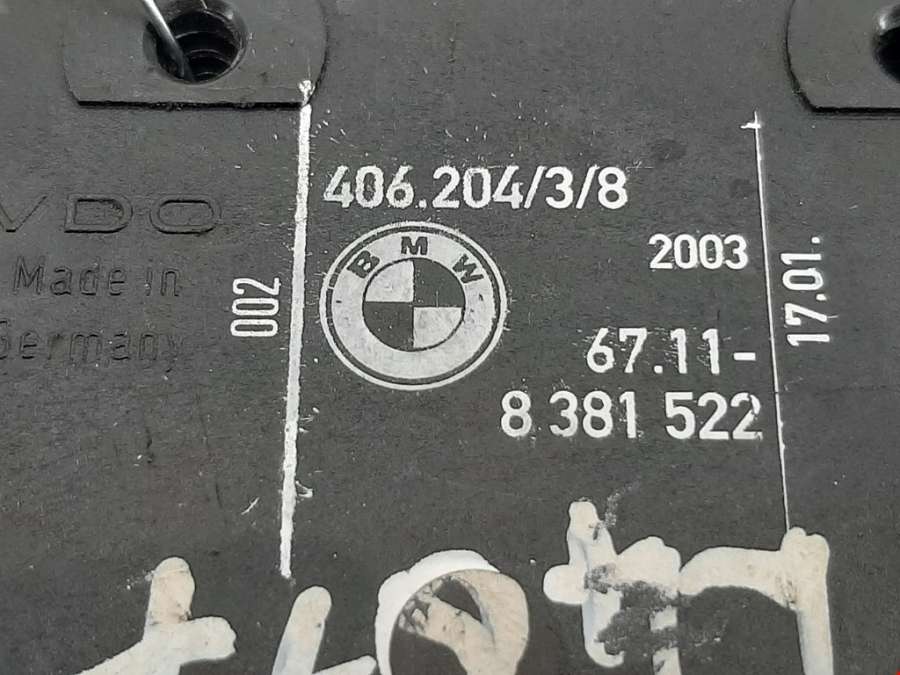 VDO
Made in
Germany
002
406.204/3/8
BMW
2003
67.11-
8 381 522
17.01.